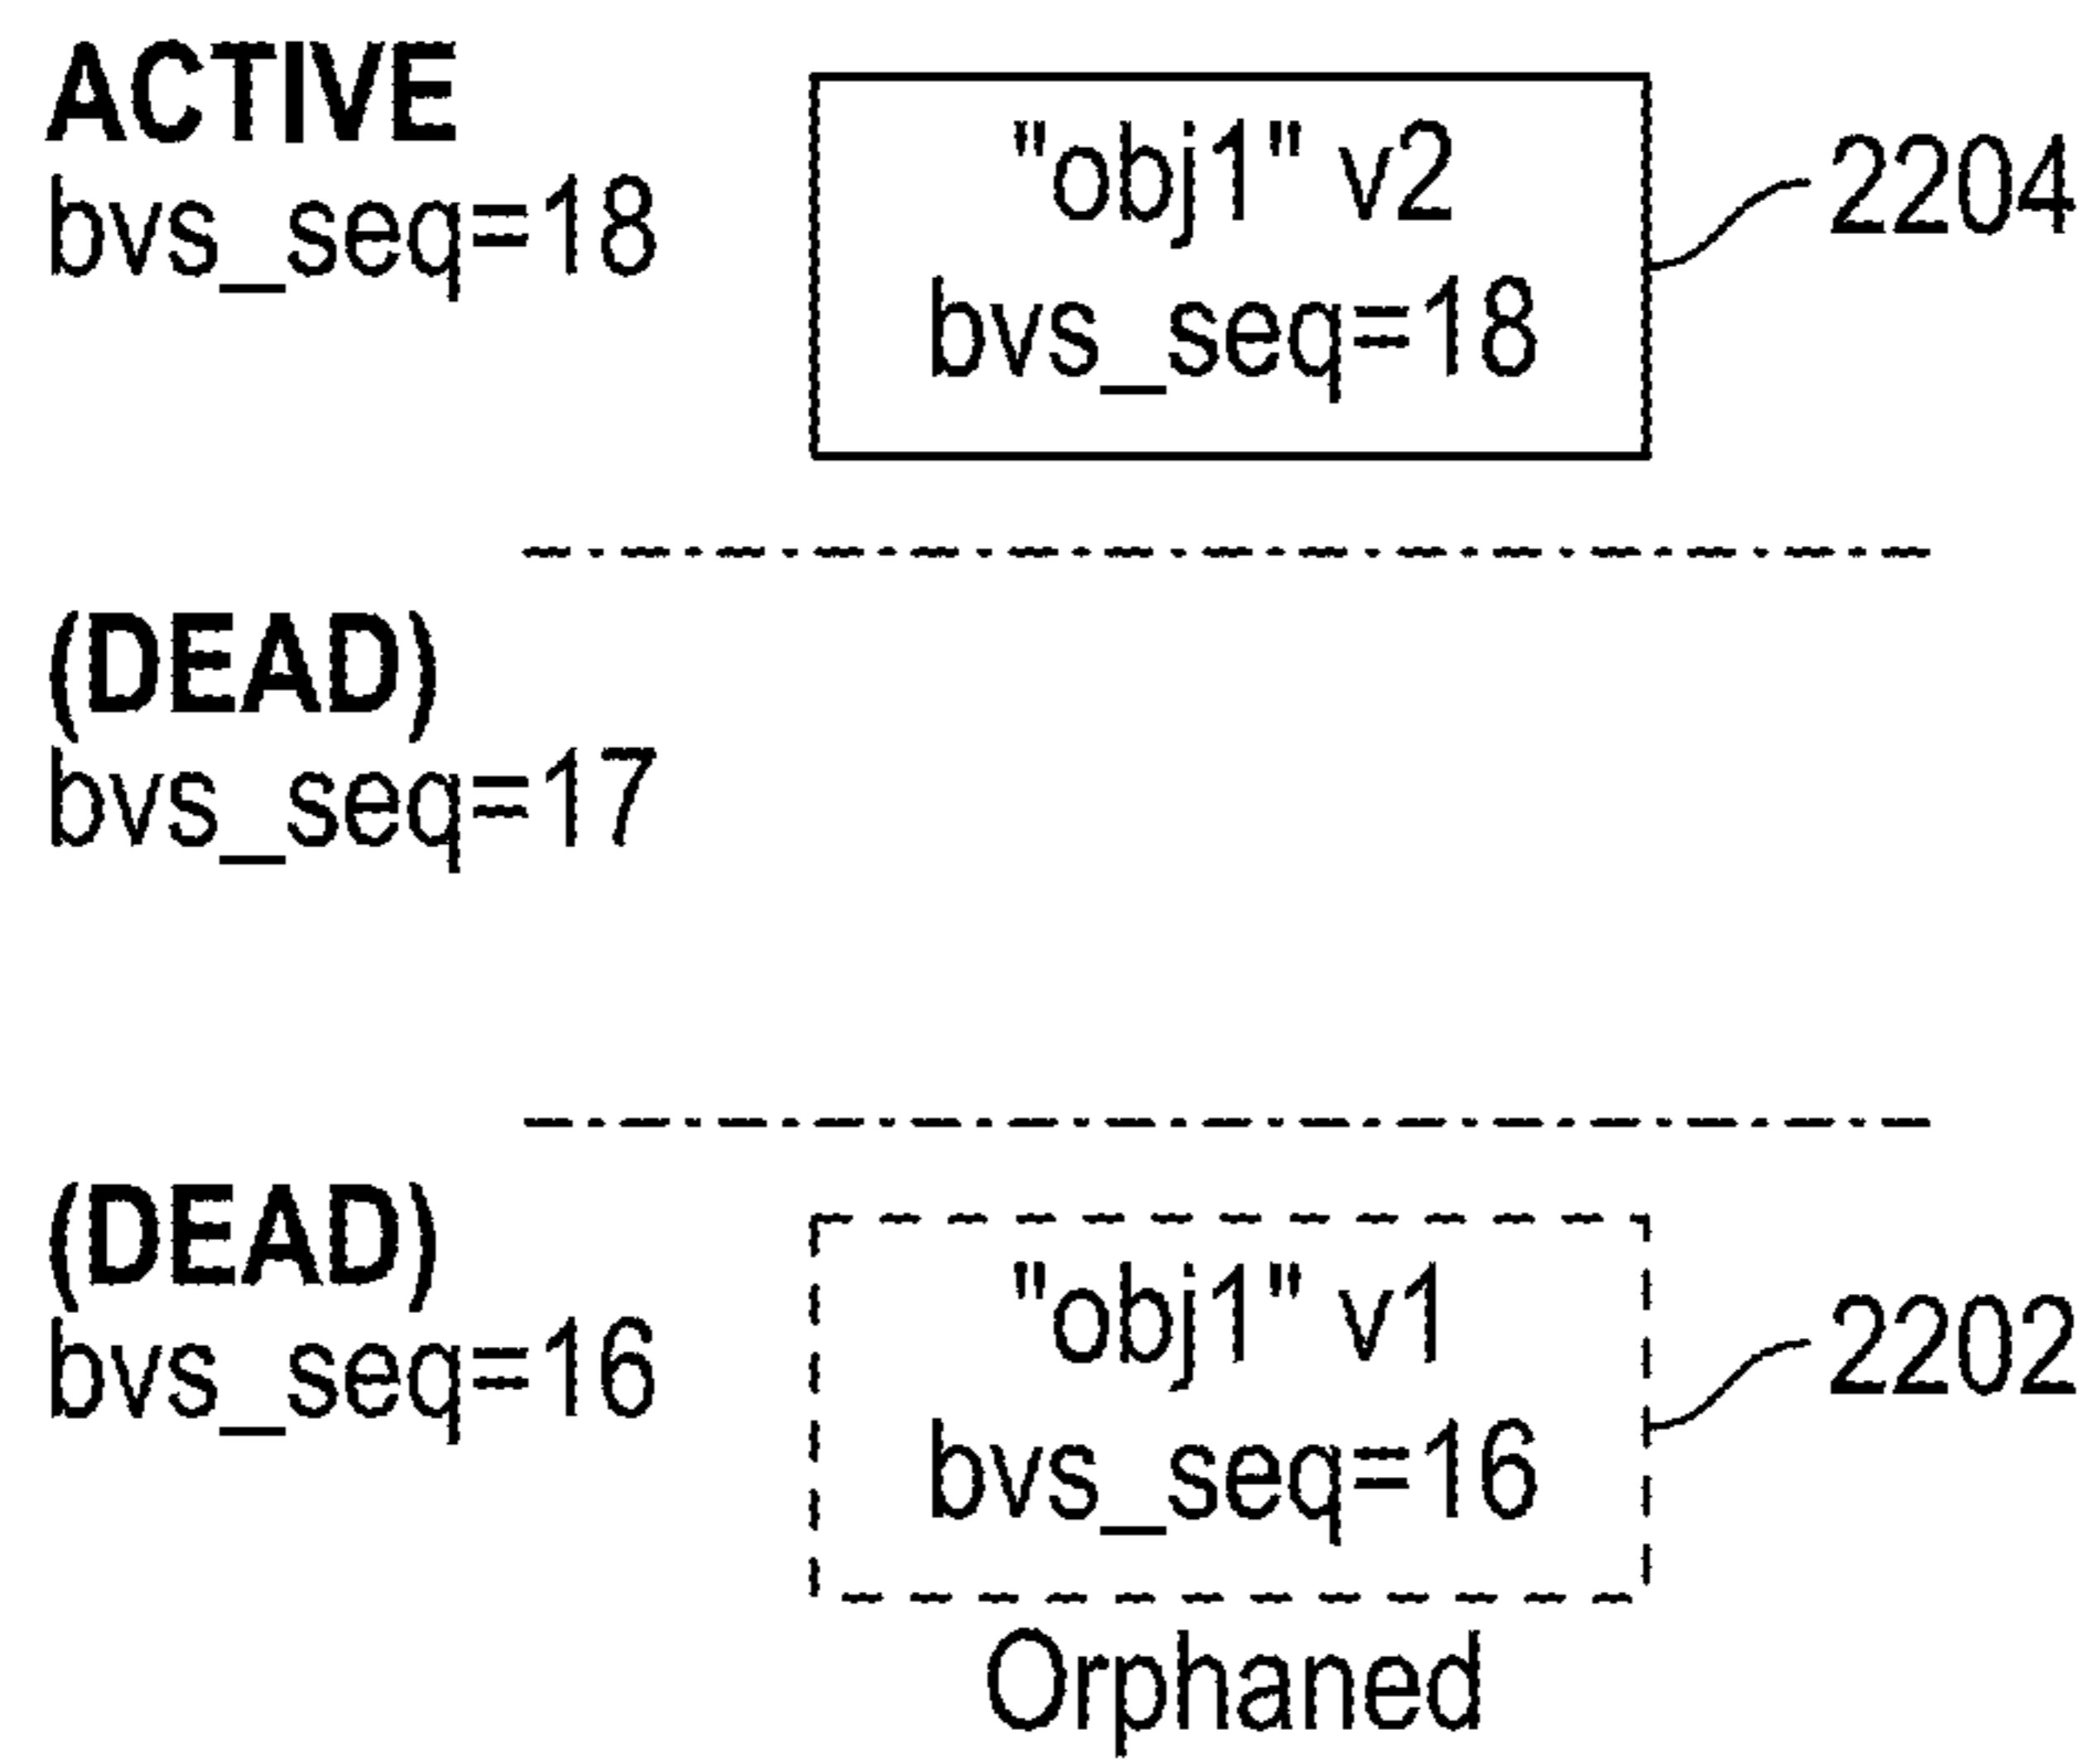 ACTIVE
bvs_seq=18
"obj1" v2
bvs_seq=18
2204
(DEAD)
bvs_seq=17
(DEAD)
bvs_seq=16
"obj1" v1
bvs_seq=16
2202
Orphaned